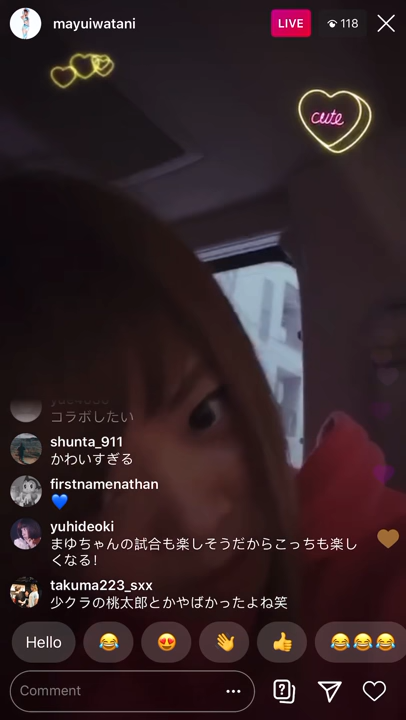 mayuiwatani
LIVE
118
cute
コラボしたい
shunta_911
かわいすぎる
firstnamenathan
💙
yuhideoki
まゆちゃんの試合も楽しそうだからこっちも楽し
くなる!
takuma223_sxx
少クラの桃太郎とかやばかったよね笑
Hello
😂
😍
👋
👍
😂😂😂
Comment